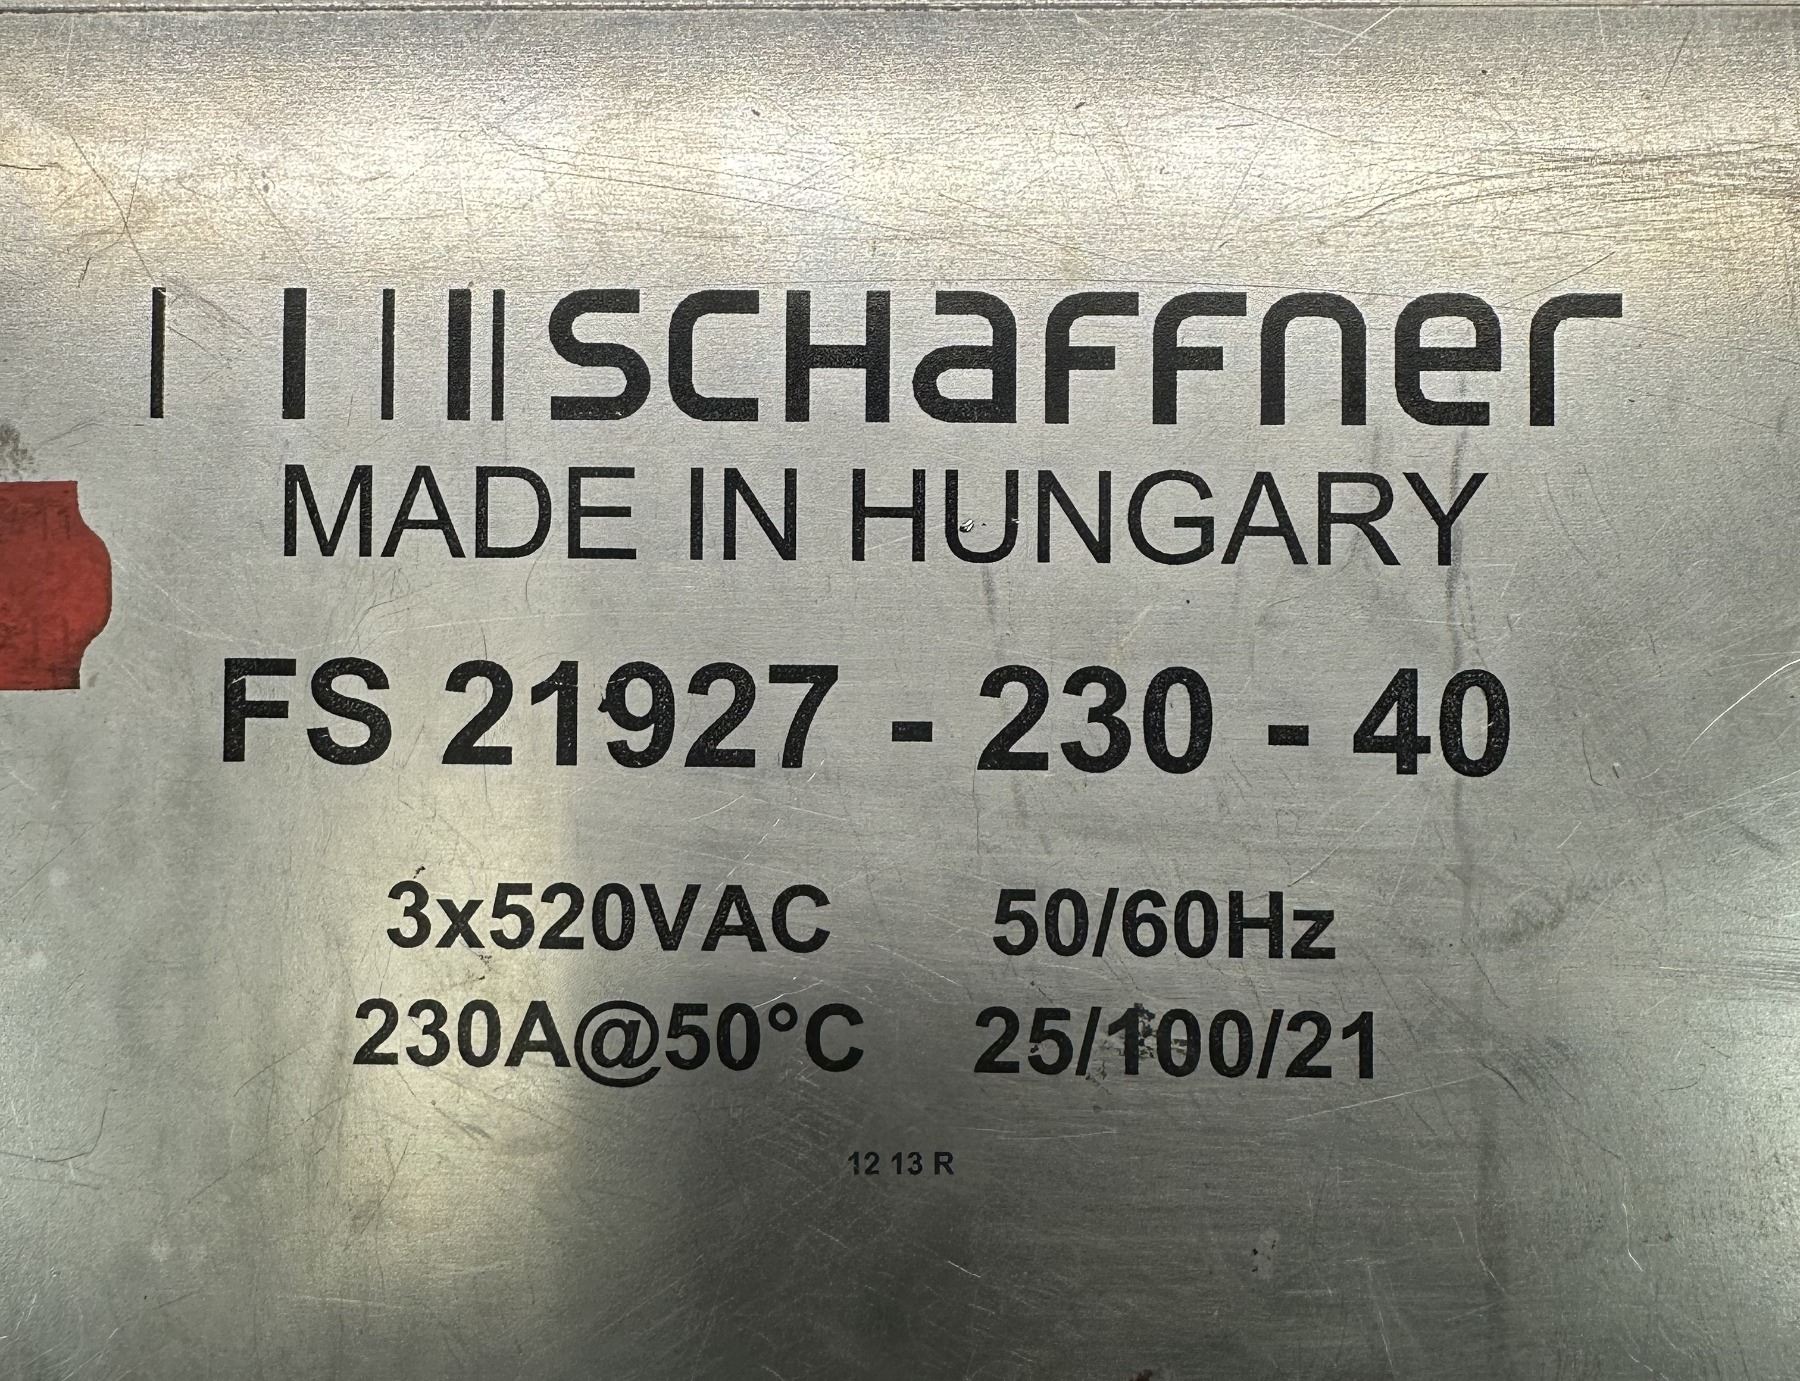 SCHAFFNER
MADE IN HUNGARY
FS 21927 - 230 - 40
3x520VAC 50/60Hz
230A@50°C 25/100/21
12 13 R